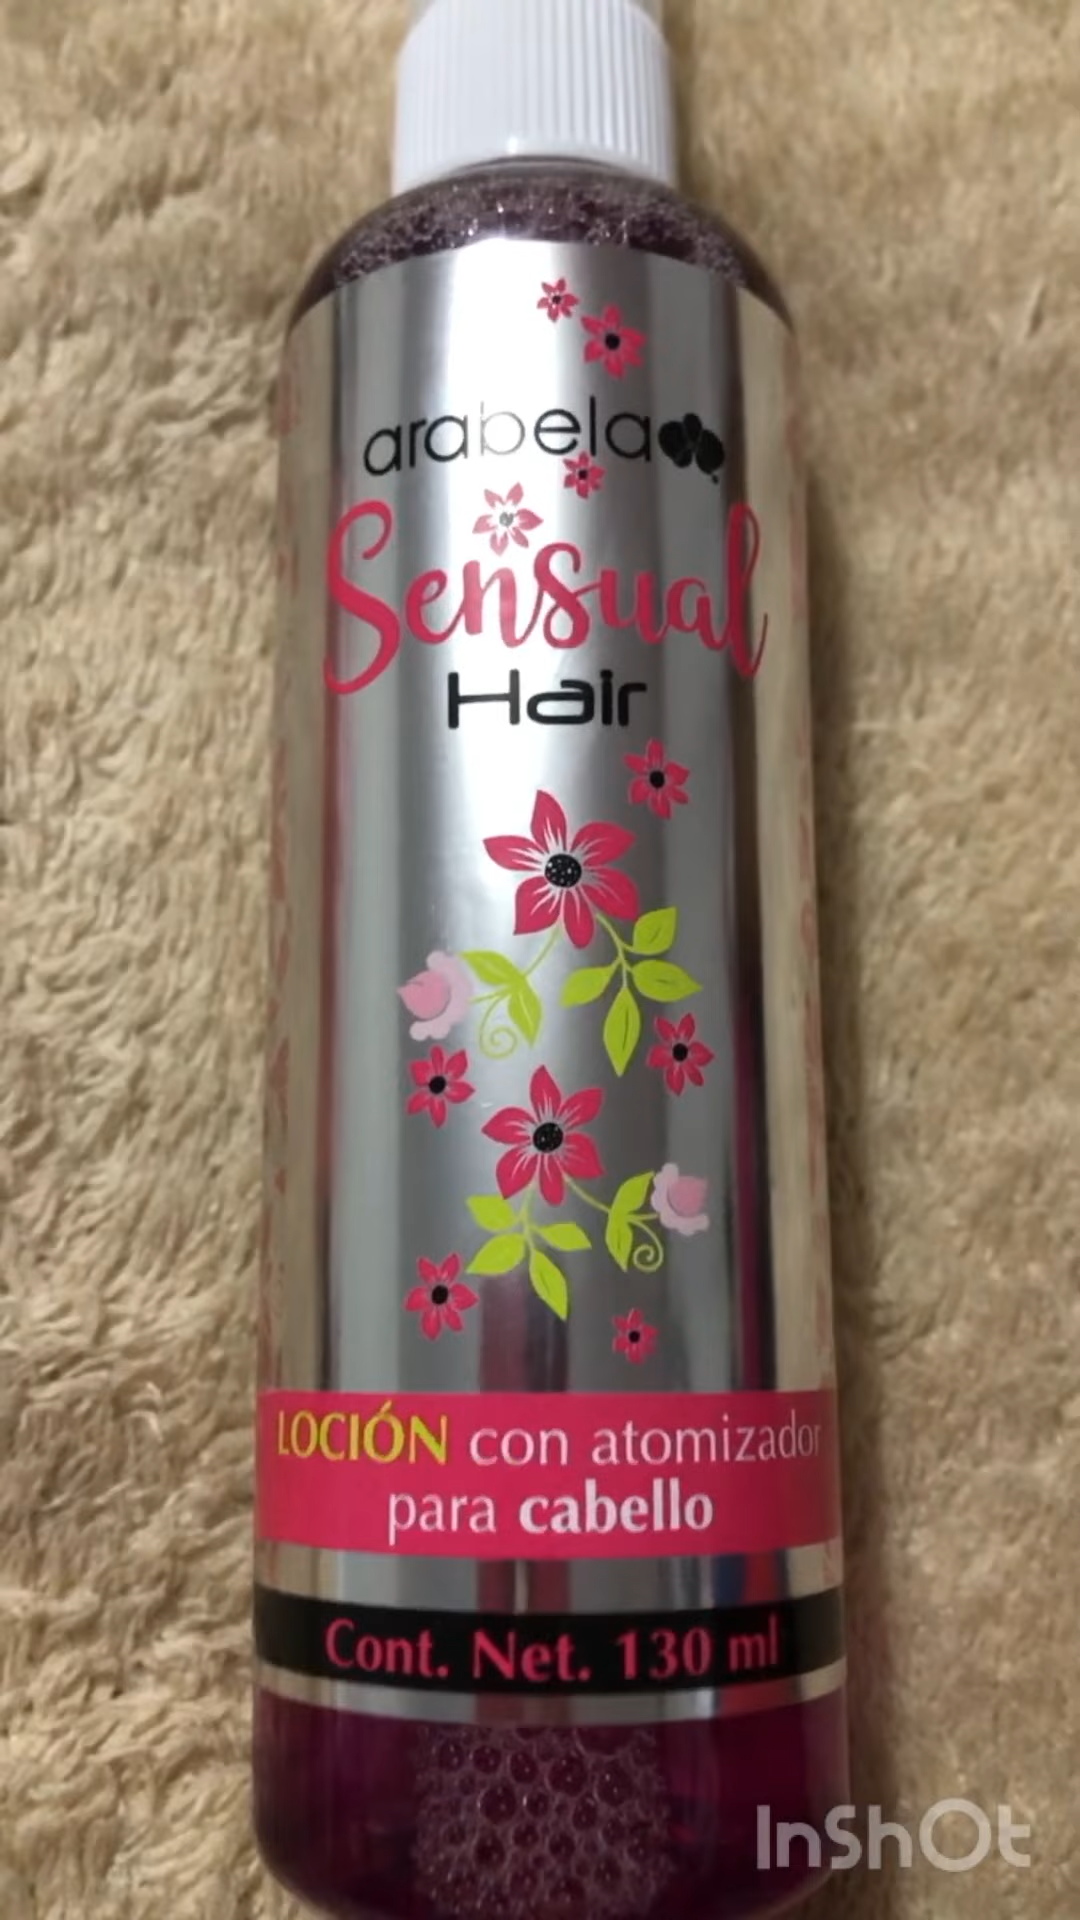 arabela
Sensual
Hair
LOCIÓN con atomizador
para cabello
Cont. Net. 130 ml
InShOt